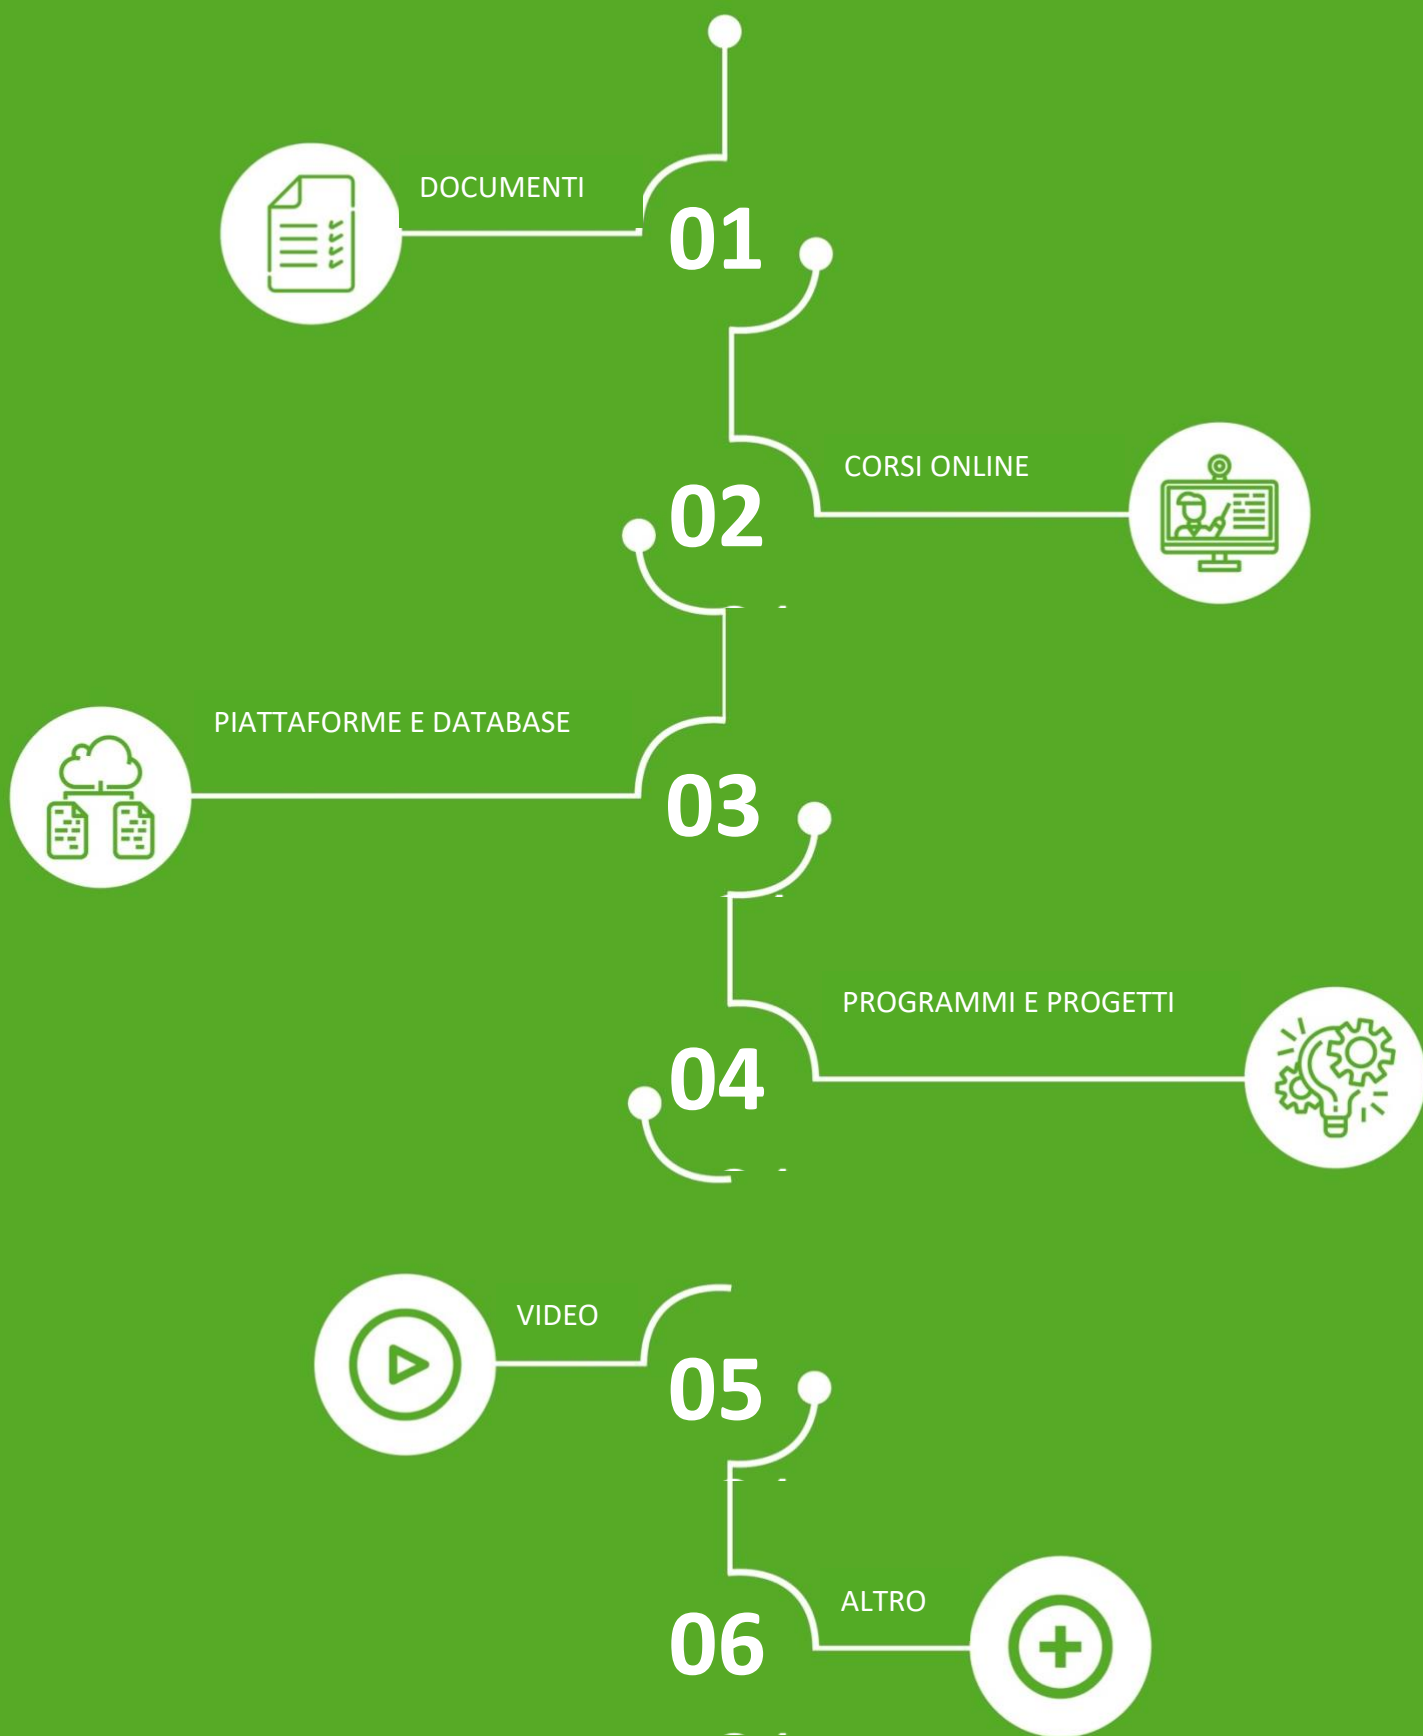 DOCUMENTI
01
CORSI ONLINE
02
PIATTAFORME E DATABASE
03
PROGRAMMI E PROGETTI
04
VIDEO
05
ALTRO
06